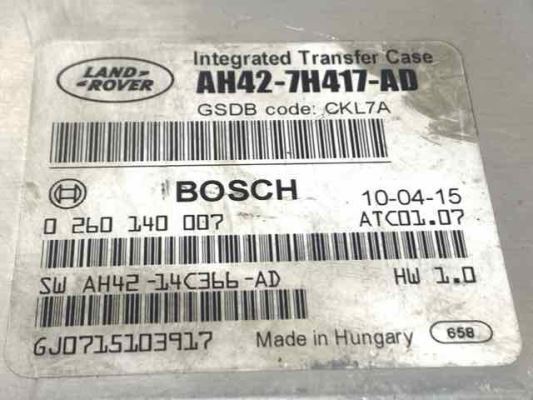 LAND-
-ROVER
Integrated Transfer Case
AH42-7H417-AD
GSDB code: CKL7A
BOSCH 10-04-15
0 260 140 007 ATC01.07
SW AH42-14C366-AD HW 1.0
GJ0715103917 Made in Hungary 658